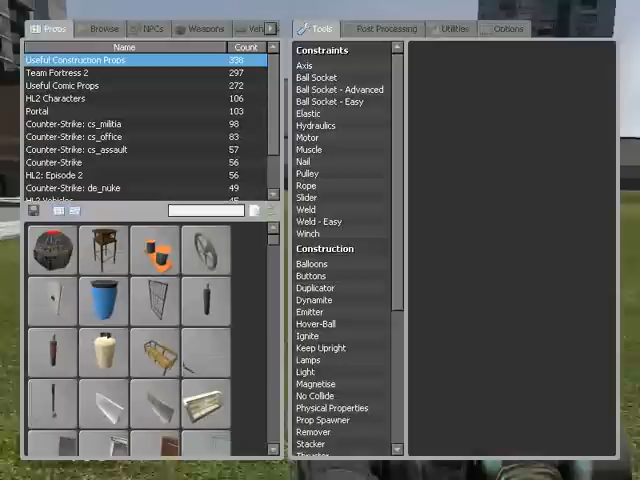 Props Browse NPCs Weapons Veh
Tools Post Processing Utilities Options
Name Count
Useful Construction Props 338
Team Fortress 2 297
Useful Comic Props 272
HL2 Characters 106
Portal 103
Counter-Strike: cs_militia 98
Counter-Strike: cs_office 83
Counter-Strike: cs_assault 57
Counter-Strike 56
HL2: Episode 2 56
Counter-Strike: de_nuke 49
HL2 Vehicles 45
Constraints
Axis
Ball Socket
Ball Socket - Advanced
Ball Socket - Easy
Elastic
Hydraulics
Motor
Muscle
Nail
Pulley
Rope
Slider
Weld
Weld - Easy
Winch
Construction
Balloons
Buttons
Duplicator
Dynamite
Emitter
Hover-Ball
Ignite
Keep Upright
Lamps
Light
Magnetise
No Collide
Physical Properties
Prop Spawner
Remover
Stacker
Thruster